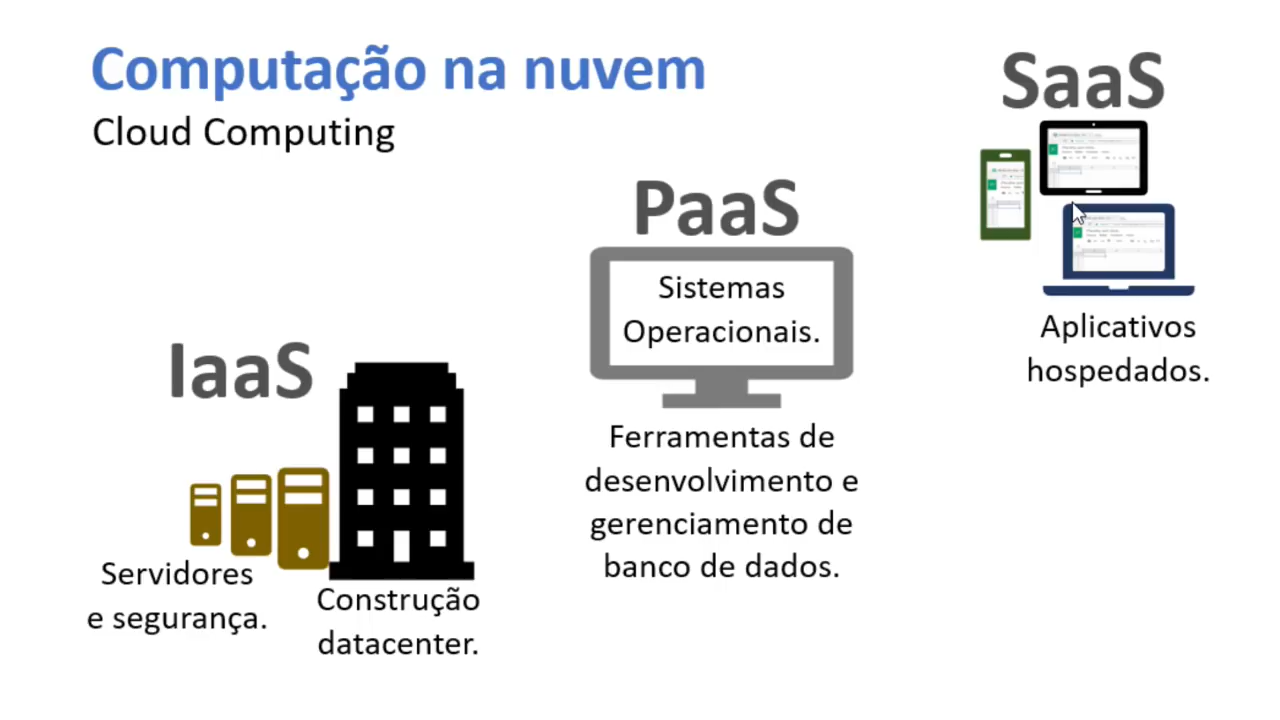 Computação na nuvem
Cloud Computing
IaaS
Servidores
e segurança.
Construção
datacenter.
PaaS
Sistemas
Operacionais.
Ferramentas de
desenvolvimento e
gerenciamento de
banco de dados.
SaaS
Aplicativos
hospedados.